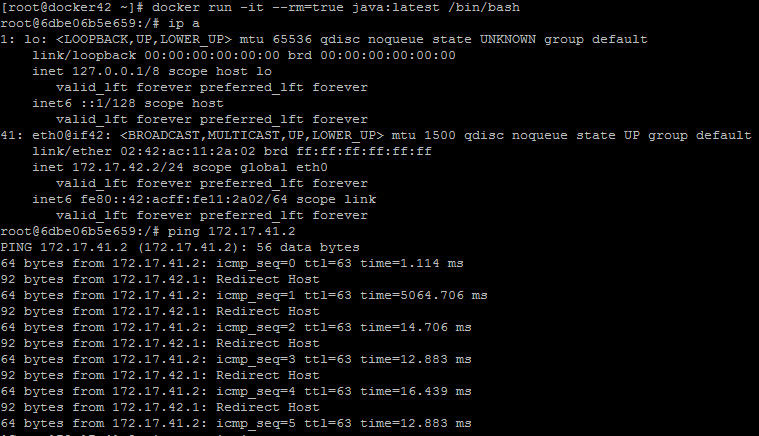 [root@docker42 ~]# docker run -it --rm=true java:latest /bin/bash
root@6dbe06b5e659:/# ip a
1: lo: <LOOPBACK,UP,LOWER_UP> mtu 65536 qdisc noqueue state UNKNOWN group default
link/loopback 00:00:00:00:00:00 brd 00:00:00:00:00:00
inet 127.0.0.1/8 scope host lo
valid_lft forever preferred_lft forever
inet6 ::1/128 scope host
valid_lft forever preferred_lft forever
41: eth0@if42: <BROADCAST,MULTICAST,UP,LOWER_UP> mtu 1500 qdisc noqueue state UP group default
link/ether 02:42:ac:11:2a:02 brd ff:ff:ff:ff:ff:ff
inet 172.17.42.2/24 scope global eth0
valid_lft forever preferred_lft forever
inet6 fe80::42:acff:fe11:2a02/64 scope link
valid_lft forever preferred_lft forever
root@6dbe06b5e659:/# ping 172.17.41.2
PING 172.17.41.2 (172.17.41.2): 56 data bytes
64 bytes from 172.17.41.2: icmp_seq=0 ttl=63 time=1.114 ms
92 bytes from 172.17.42.1: Redirect Host
64 bytes from 172.17.41.2: icmp_seq=1 ttl=63 time=5064.706 ms
92 bytes from 172.17.42.1: Redirect Host
64 bytes from 172.17.41.2: icmp_seq=2 ttl=63 time=14.706 ms
92 bytes from 172.17.42.1: Redirect Host
64 bytes from 172.17.41.2: icmp_seq=3 ttl=63 time=12.883 ms
92 bytes from 172.17.42.1: Redirect Host
64 bytes from 172.17.41.2: icmp_seq=4 ttl=63 time=16.439 ms
92 bytes from 172.17.42.1: Redirect Host
64 bytes from 172.17.41.2: icmp_seq=5 ttl=63 time=12.883 ms